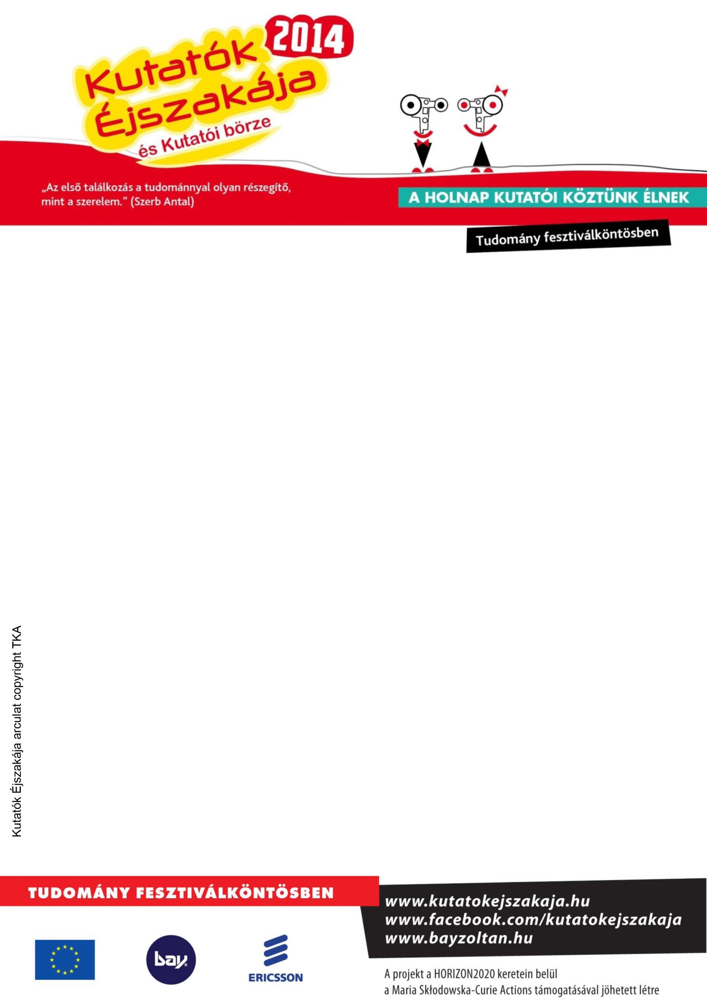 Kutatók
Éjszakája
2014
és Kutatói börze
„Az első találkozás a tudománnyal olyan részegítő,
mint a szerelem.” (Szerb Antal)
A HOLNAP KUTATÓI KÖZTÜNK ÉLNEK
Tudomány fesztiválköntösben
Kutatók Éjszakája arculat copyright TKA
TUDOMÁNY FESZTIVÁLKÖNTÖSBEN
www.kutatokejszakaja.hu
www.facebook.com/kutatokejszakaja
www.bayzoltan.hu
bay®
ERICSSON
A projekt a HORIZON2020 keretein belül
a Maria Skłodowska-Curie Actions támogatásával jöhetett létre